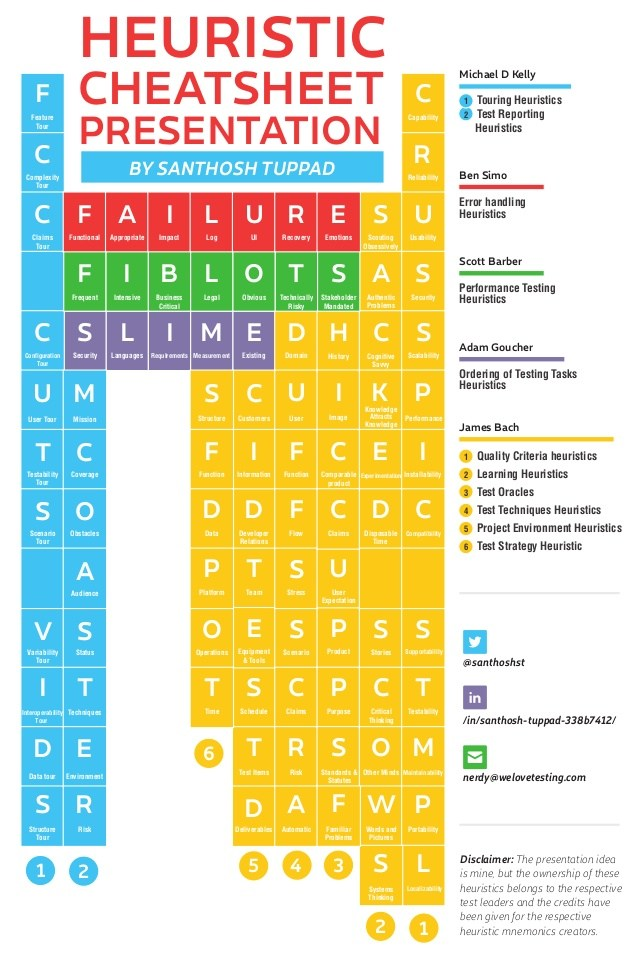 HEURISTIC
CHEATSHEET
PRESENTATION
BY SANTHOSH TUPPAD
F
Feature
Tour
C
Capability
C
Complexity
Tour
R
Reliability
C
Claims
Tour
F
Functional
A
Appropriate
I
Impact
L
Log
U
UI
R
Recovery
E
Emotions
S
Scouting
Obsessively
U
Usability
F
Frequent
I
Intensive
B
Business
Critical
L
Legal
O
Obvious
T
Technically
Risky
S
Stakeholder
Mandated
A
Authentic
Problems
S
Security
C
Configuration
Tour
S
Security
L
Languages
I
Requirements
M
Measurement
E
Existing
D
Domain
H
History
C
Cognitive
Savvy
S
Scalability
U
User Tour
M
Mission
S
Structure
C
Customers
U
User
I
Image
K
Knowledge
Attracts
Knowledge
P
Performance
T
Testability
Tour
C
Coverage
F
Function
I
Information
F
Function
C
Comparable
product
E
Experimentation
I
Installability
S
Scenario
Tour
O
Obstacles
D
Data
D
Developer
Relations
F
Flow
C
Claims
D
Disposable
Time
C
Compatibility
A
Audience
P
Platform
T
Team
S
Stress
U
User
Expectation
V
Variability
Tour
S
Status
O
Operations
E
Equipment
& Tools
S
Scenario
P
Product
S
Stories
S
Supportability
I
Interoperability
Tour
T
Techniques
T
Time
S
Schedule
C
Claims
P
Purpose
C
Critical
Thinking
T
Testability
D
Data tour
E
Environment
6
T
Test Items
R
Risk
S
Standards &
Statutes
O
Other Minds
M
Maintainability
S
Structure
Tour
R
Risk
D
Deliverables
A
Automatic
F
Familiar
Problems
W
Words and
Pictures
P
Portability
1
2
5
4
3
S
Systems
Thinking
L
Localizability
2
1
Michael D Kelly
1 Touring Heuristics
2 Test Reporting
Heuristics
Ben Simo
Error handling
Heuristics
Scott Barber
Performance Testing
Heuristics
Adam Goucher
Ordering of Testing Tasks
Heuristics
James Bach
1 Quality Criteria heuristics
2 Learning Heuristics
3 Test Oracles
4 Test Techniques Heuristics
5 Project Environment Heuristics
6 Test Strategy Heuristic
@santhoshst
in
/in/santhosh-tuppad-338b7412/
nerdy@welovetesting.com
Disclaimer: The presentation idea
is mine, but the ownership of these
heuristics belongs to the respective
test leaders and the credits have
been given for the respective
heuristic mnemonics creators.